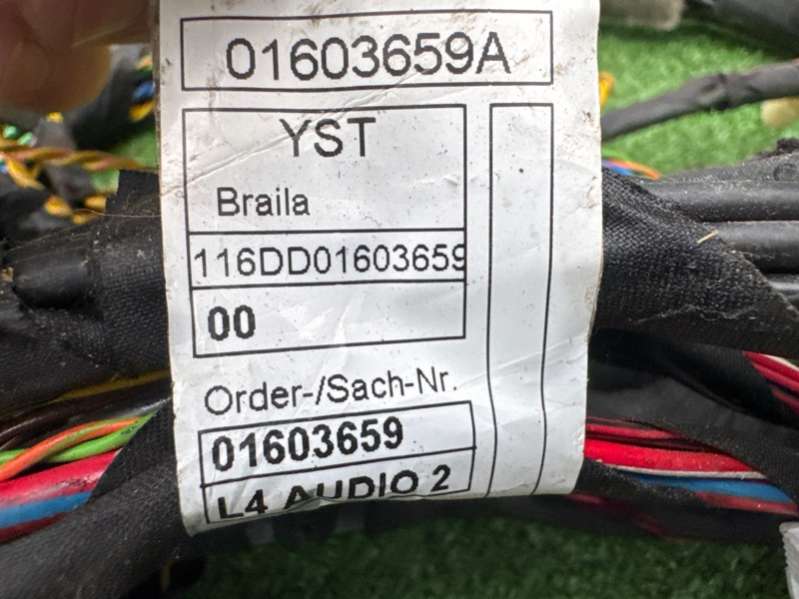 01603659A
YST
Braila
116DD01603659
00
Order-/Sach-Nr.
01603659
L4 AUDIO 2